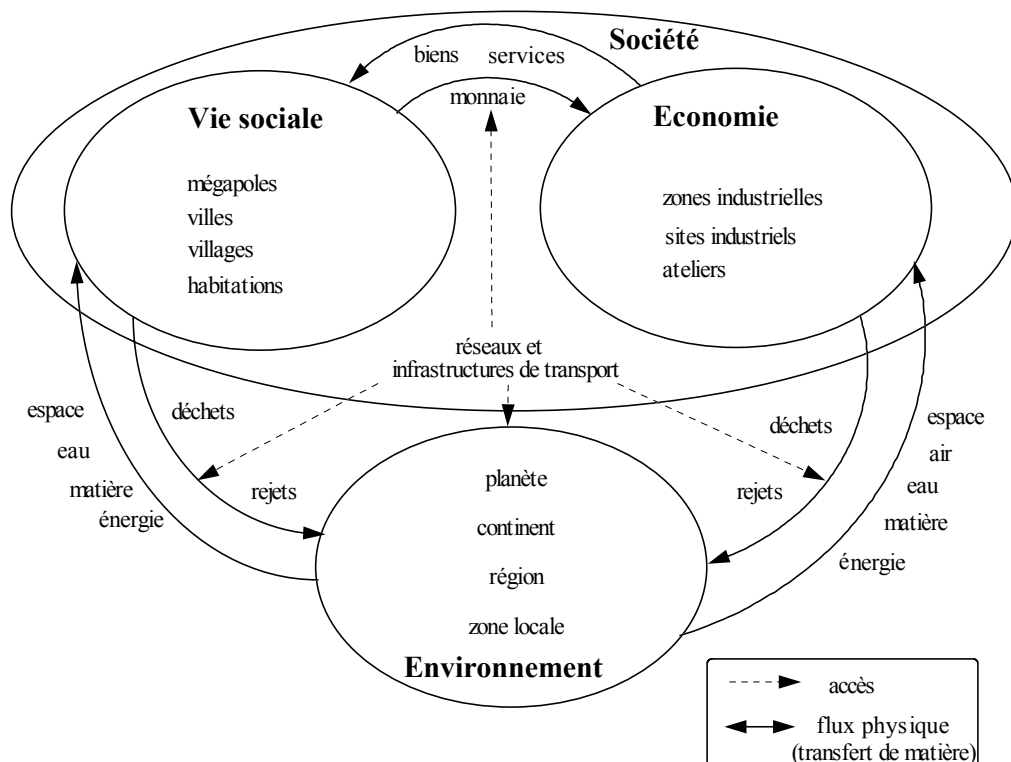 Société
biens services
monnaie
Vie sociale
mégapoles
villes
villages
habitations
Economie
zones industrielles
sites industriels
ateliers
réseaux et
infrastructures de transport
espace
eau
matière
énergie
déchets
rejets
déchets
rejets
espace
air
eau
matière
énergie
planète
continent
région
zone locale
Environnement
accès
flux physique
(transfert de matière)